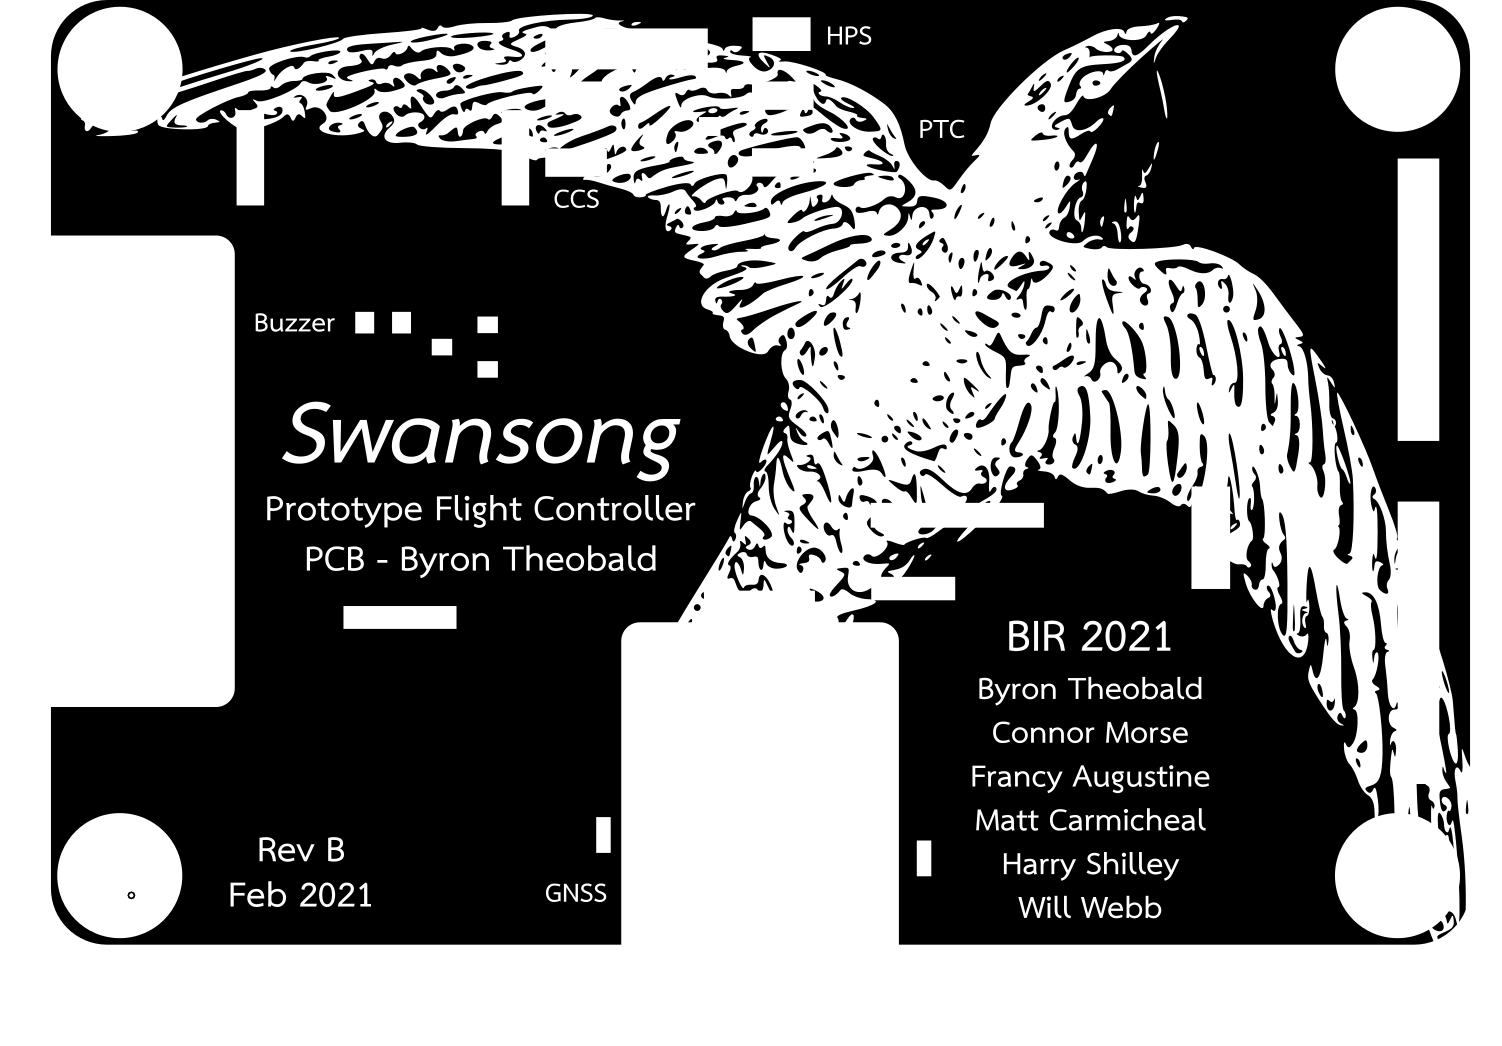 HPS
PTC
CCS
Buzzer
Swansong
Prototype Flight Controller
PCB - Byron Theobald
BIR 2021
Byron Theobald
Connor Morse
Francy Augustine
Matt Carmicheal
Harry Shilley
Will Webb
Rev B
Feb 2021
GNSS